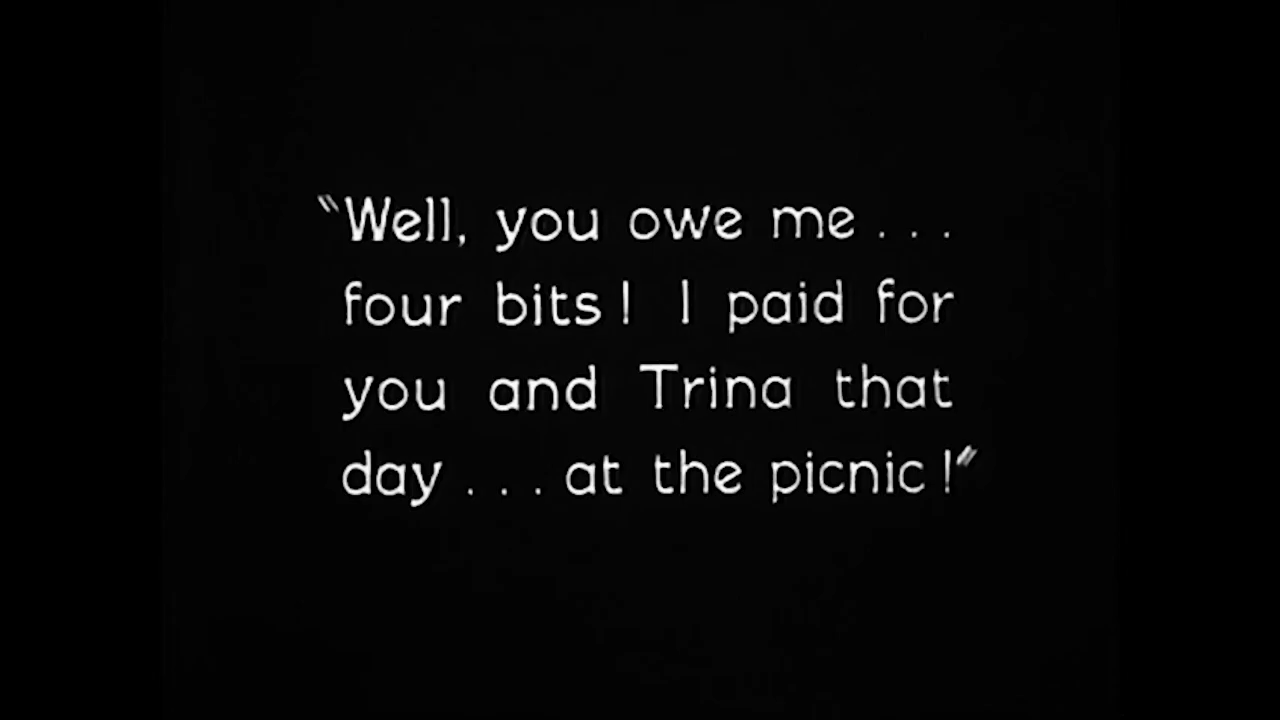 "Well, you owe me . . .
four bits! I paid for
you and Trina that
day . . . at the picnic!"